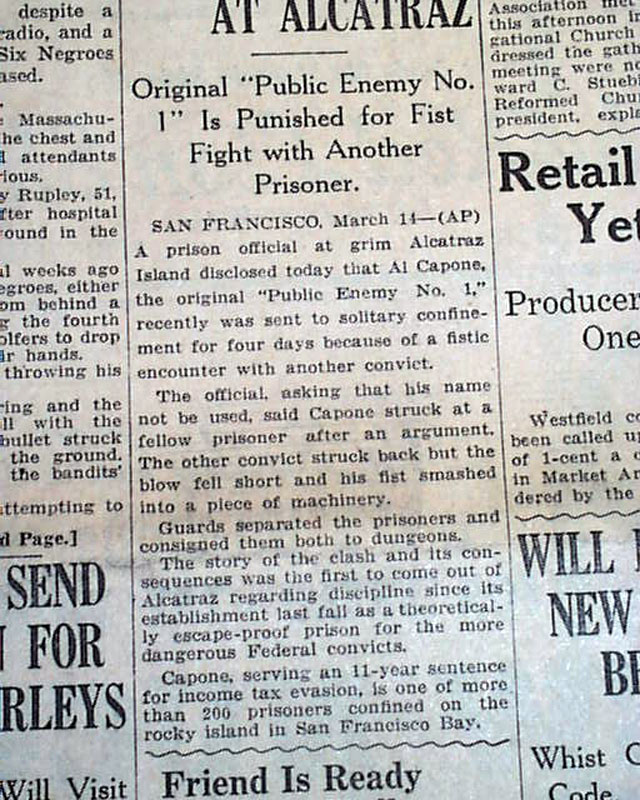 despite a
radio, and a
Six Negroes
ased.
Massachu-
he chest and
attendants
rious.
y Rupley, 51,
fter hospital
ound in the
al weeks ago
egroes, either
om behind a
g the fourth
olfers to drop
ir hands.
throwing his
ring and the
ll with the
bullet struck
the ground.
the bandits'
ttempting to
d Page.]
SEND
FOR
RLEYS
Will Visit
AT ALCATRAZ
Original "Public Enemy No.
1" Is Punished for Fist
Fight with Another
Prisoner.
SAN FRANCISCO, March 14—(AP)
A prison official at grim Alcatraz
Island disclosed today that Al Capone,
the original "Public Enemy No. 1,"
recently was sent to solitary confine-
ment for four days because of a fistic
encounter with another convict.
The official, asking that his name
not be used, said Capone struck at a
fellow prisoner after an argument.
The other convict struck back but the
blow fell short and his fist smashed
into a piece of machinery.
Guards separated the prisoners and
consigned them both to dungeons.
The story of the clash and its con-
sequences was the first to come out of
Alcatraz regarding discipline since its
establishment last fall as a theoretical-
ly escape-proof prison for the more
dangerous Federal convicts.
Capone, serving an 11-year sentence
for income tax evasion, is one of more
than 200 prisoners confined on the
rocky island in San Francisco Bay.
Friend Is Ready
Association met
this afternoon i
gational Church
dressed the gath
meeting were no
ward C. Stuebi
Reformed Chu
president, expla
Retail
Yet
Producer
One
Westfield co
been called u
of 1-cent a
in Market Ar
dered by the
WILL
NEW
BE
Whist C
Code